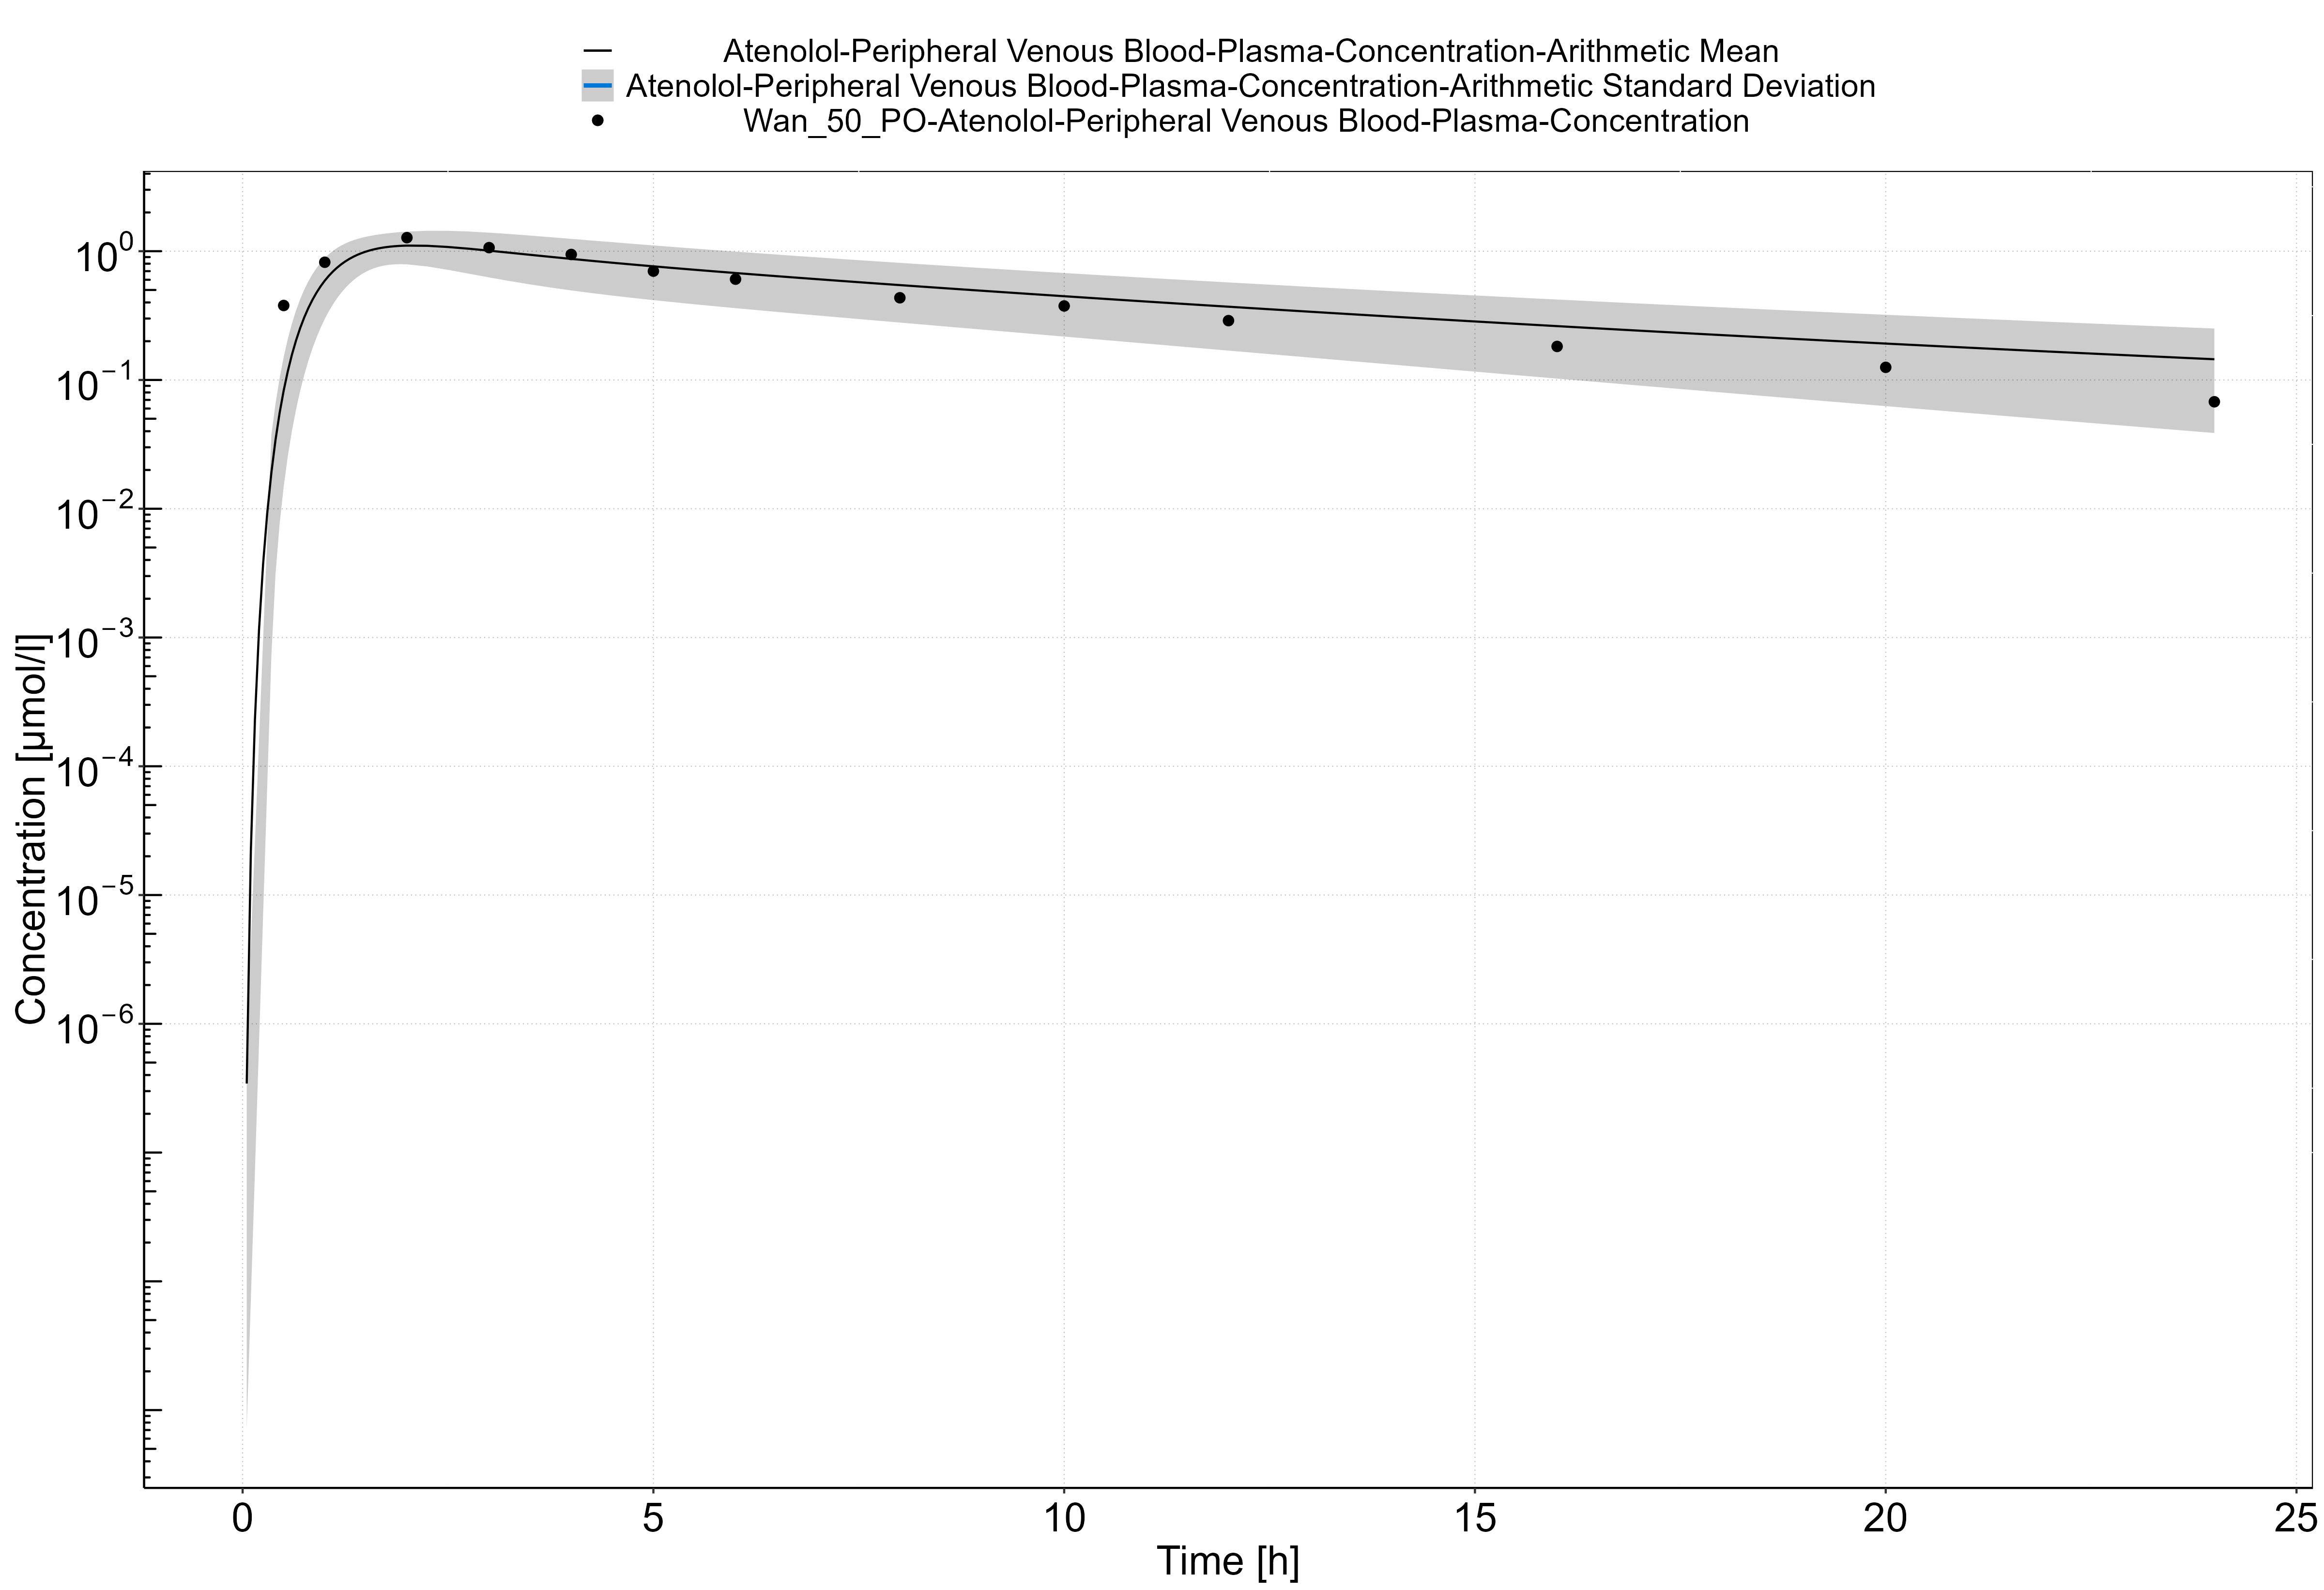 Atenolol-Peripheral Venous Blood-Plasma-Concentration-Arithmetic Mean
Atenolol-Peripheral Venous Blood-Plasma-Concentration-Arithmetic Standard Deviation
Wan_50_PO-Atenolol-Peripheral Venous Blood-Plasma-Concentration
10⁰
10⁻¹
10⁻²
10⁻³
10⁻⁴
10⁻⁵
10⁻⁶
Concentration [µmol/l]
0 5 10 15 20 25
Time [h]